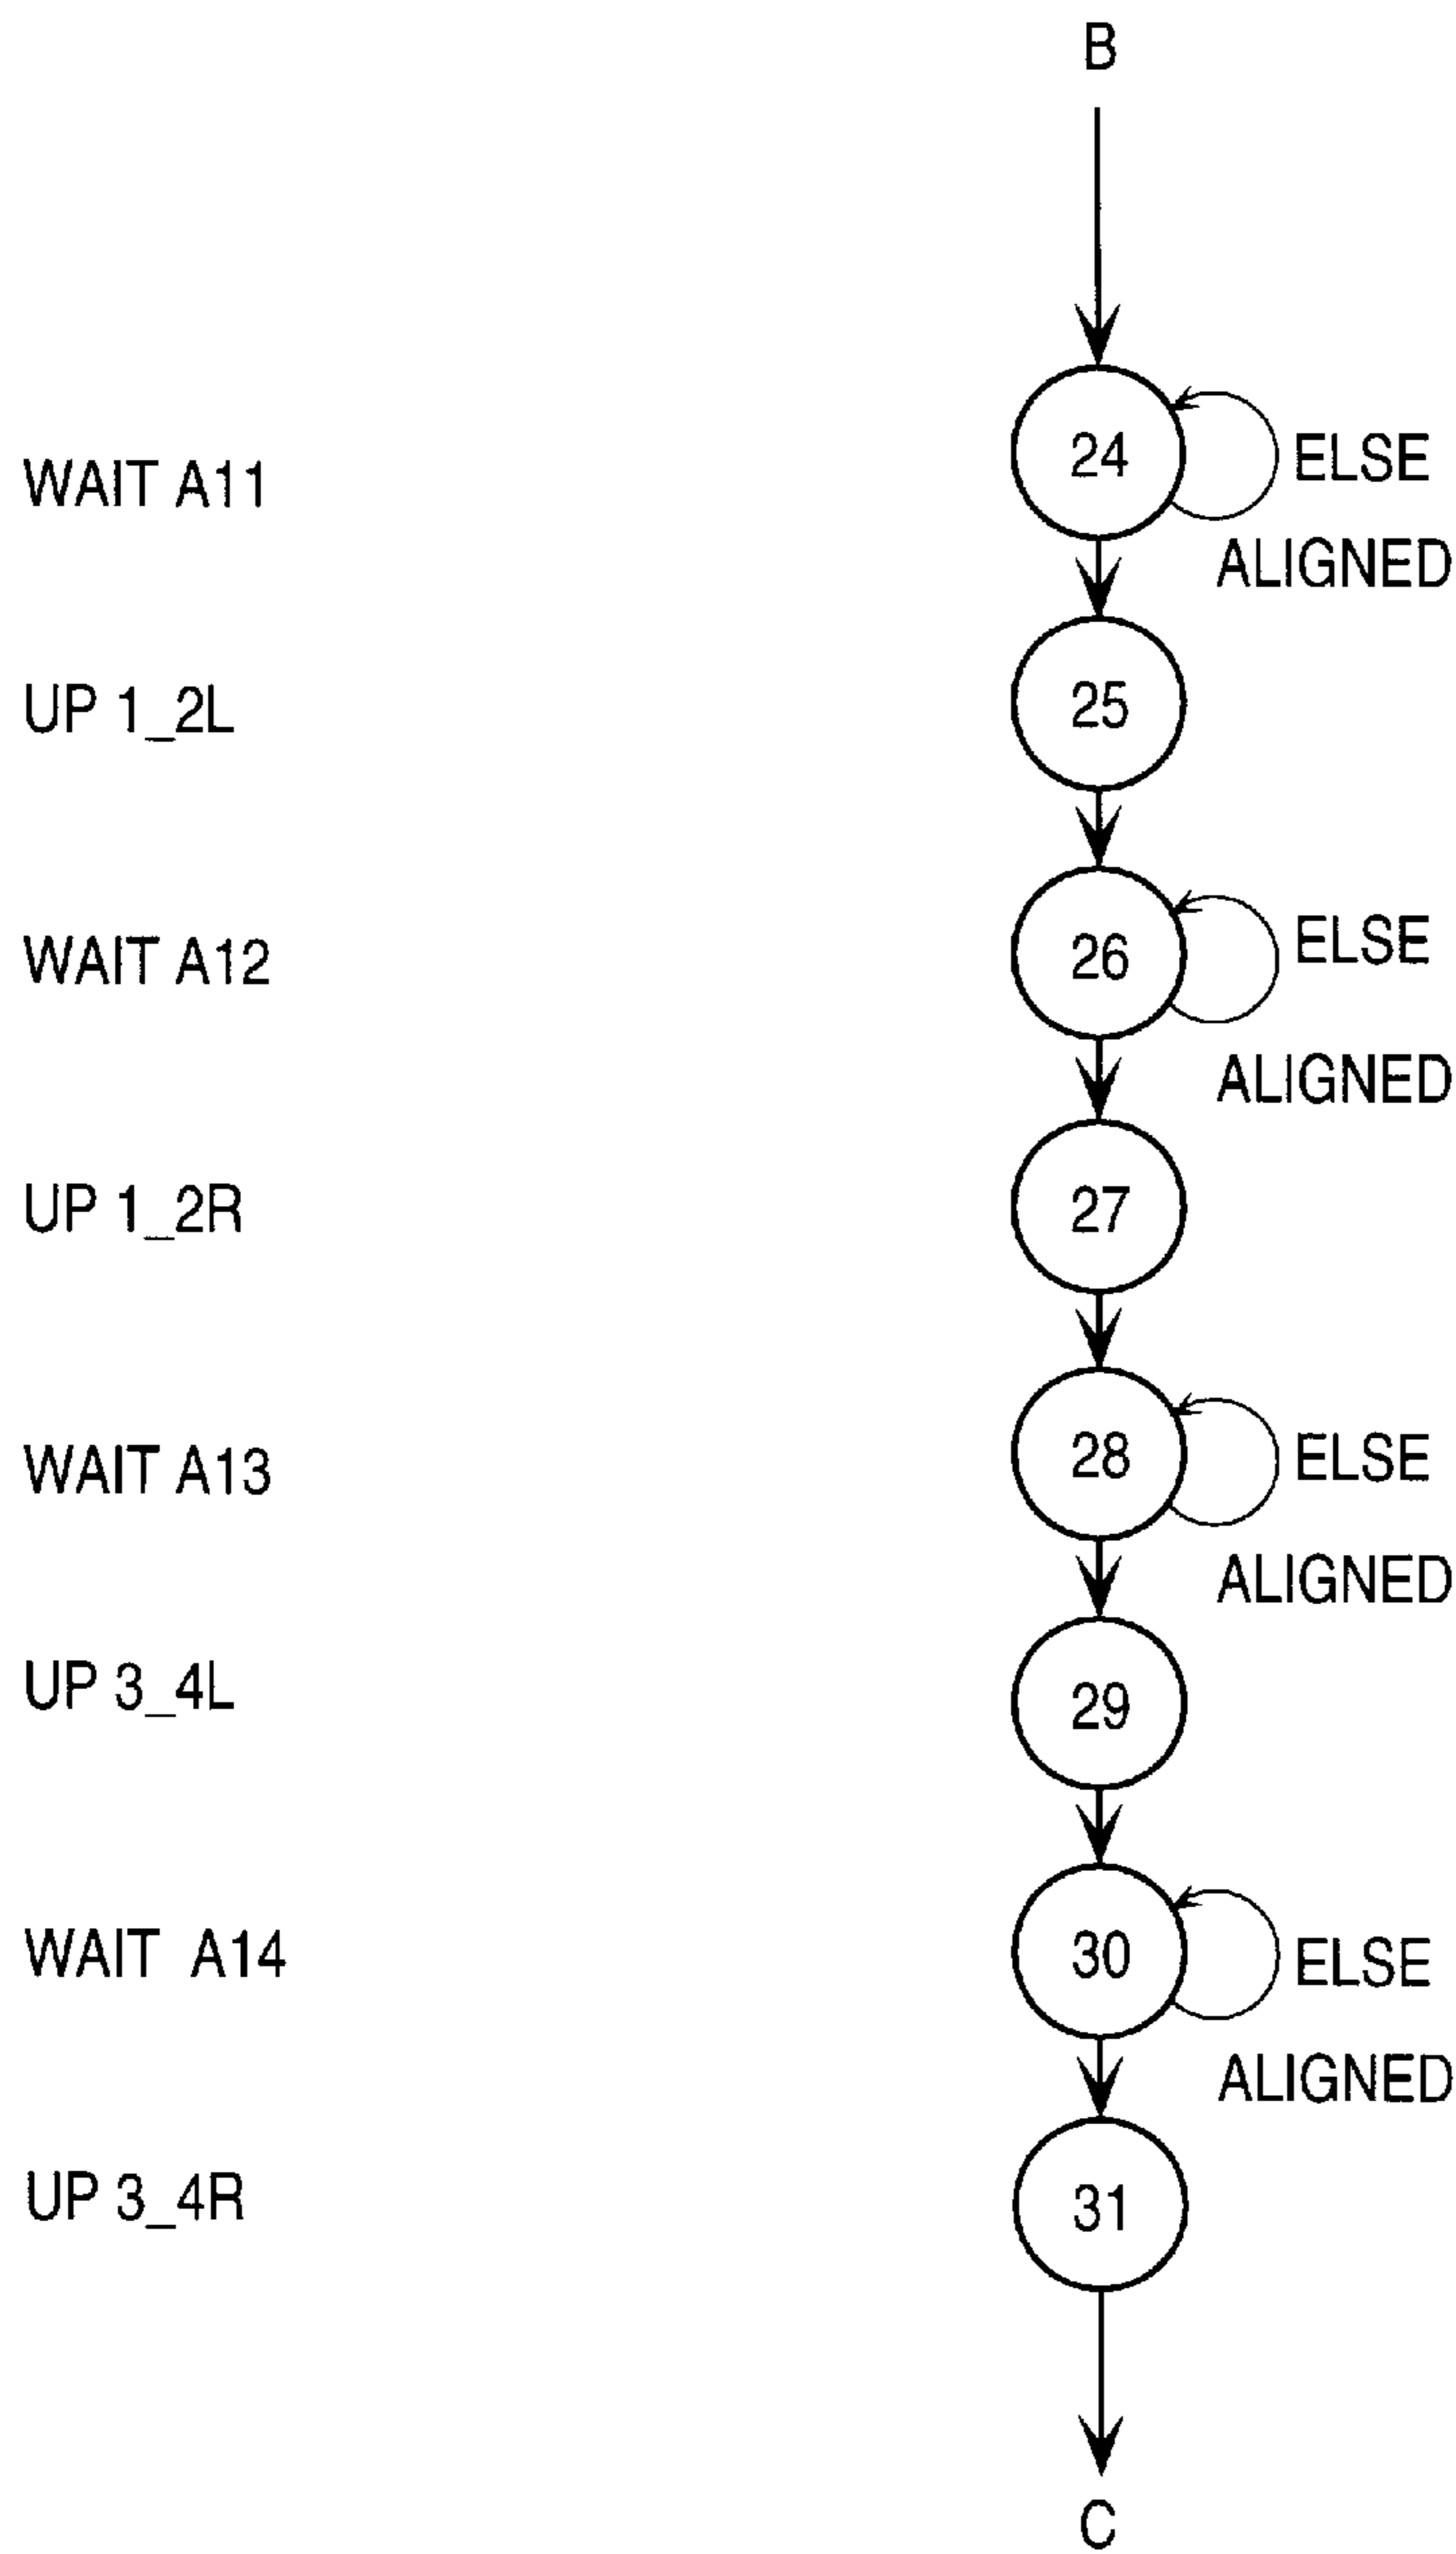 B
24
ELSE
WAIT A11
ALIGNED
UP 1_2L
25
ELSE
WAIT A12
26
ALIGNED
UP 1_2R
27
WAIT A13
28
ELSE
ALIGNED
UP 3_4L
29
WAIT A14
30
ELSE
ALIGNED
UP 3_4R
31
C